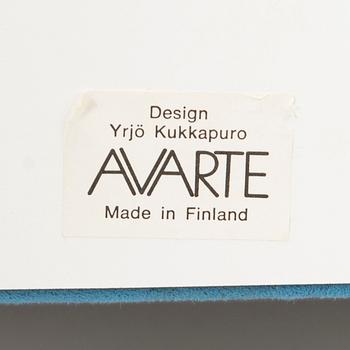 Design
Yrjö Kukkapuro
AVARTE
Made in Finland